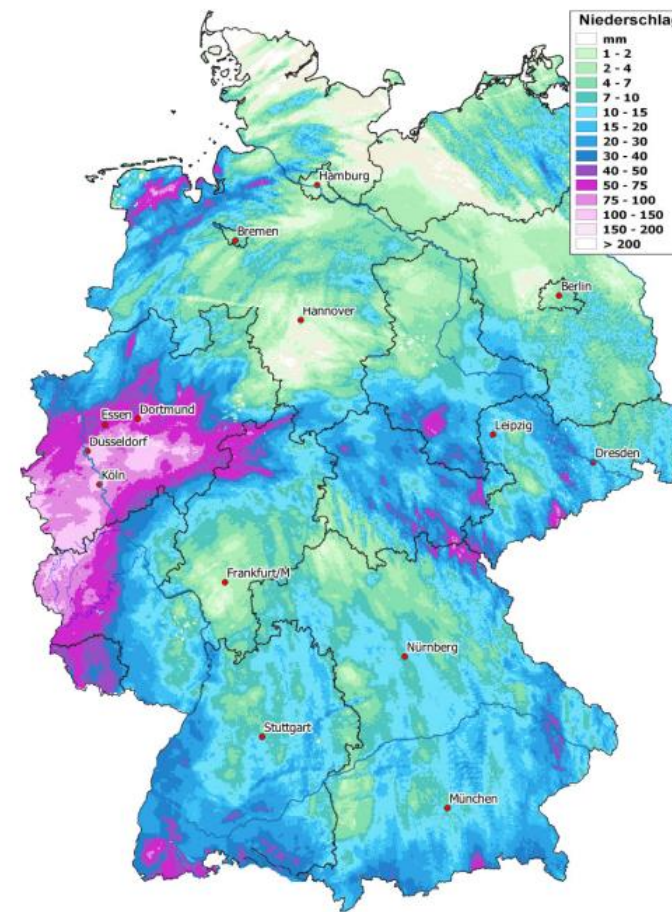 Niederschlag
mm
1 - 2
2 - 4
4 - 7
7 - 10
10 - 15
15 - 20
20 - 30
30 - 40
40 - 50
50 - 75
75 - 100
100 - 150
150 - 200
> 200
Hamburg
Bremen
Berlin
Hannover
Essen
Dortmund
Leipzig
Düsseldorf
Dresden
Köln
Frankfurt/M
Nürnberg
Stuttgart
München